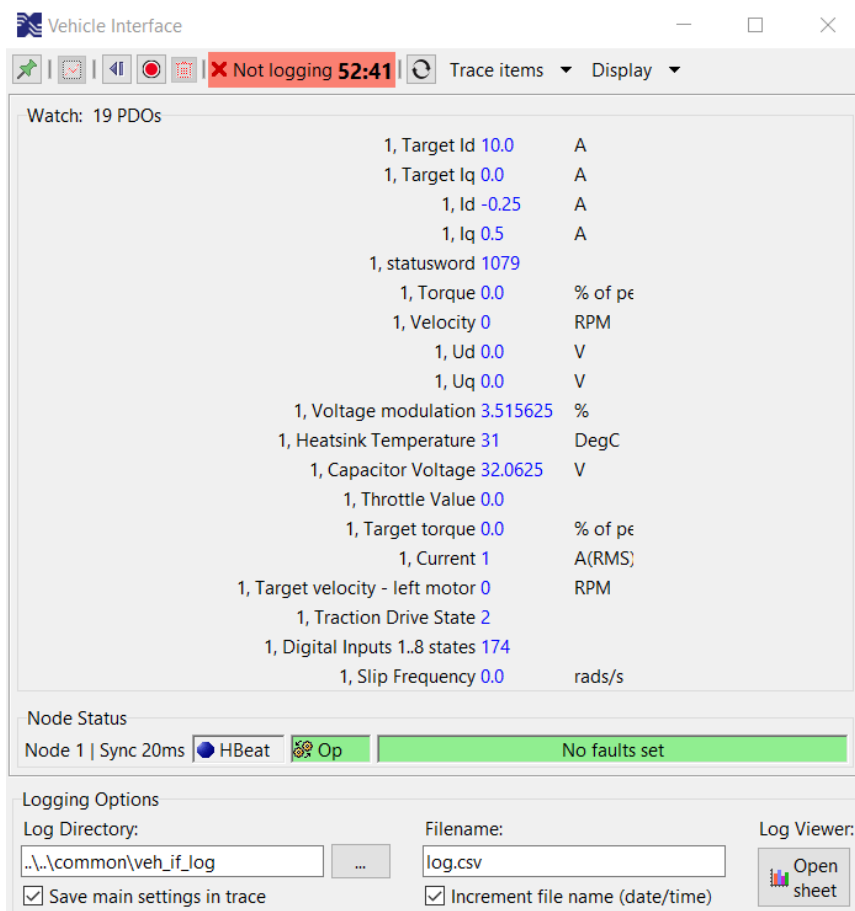 Vehicle Interface
Not logging 52:41 Trace items Display
Watch: 19 PDOs
1, Target Id 10.0 A
1, Target Iq 0.0 A
1, Id -0.25 A
1, Iq 0.5 A
1, statusword 1079
1, Torque 0.0 % of pe
1, Velocity 0 RPM
1, Ud 0.0 V
1, Uq 0.0 V
1, Voltage modulation 3.515625 %
1, Heatsink Temperature 31 DegC
1, Capacitor Voltage 32.0625 V
1, Throttle Value 0.0
1, Target torque 0.0 % of pe
1, Current 1 A(RMS)
1, Target velocity - left motor 0 RPM
1, Traction Drive State 2
1, Digital Inputs 1..8 states 174
1, Slip Frequency 0.0 rads/s
Node Status
Node 1 | Sync 20ms HBeat Op No faults set
Logging Options
Log Directory: Filename: Log Viewer:
..\..\common\veh_if_log ... log.csv Open sheet
Save main settings in trace Increment file name (date/time)